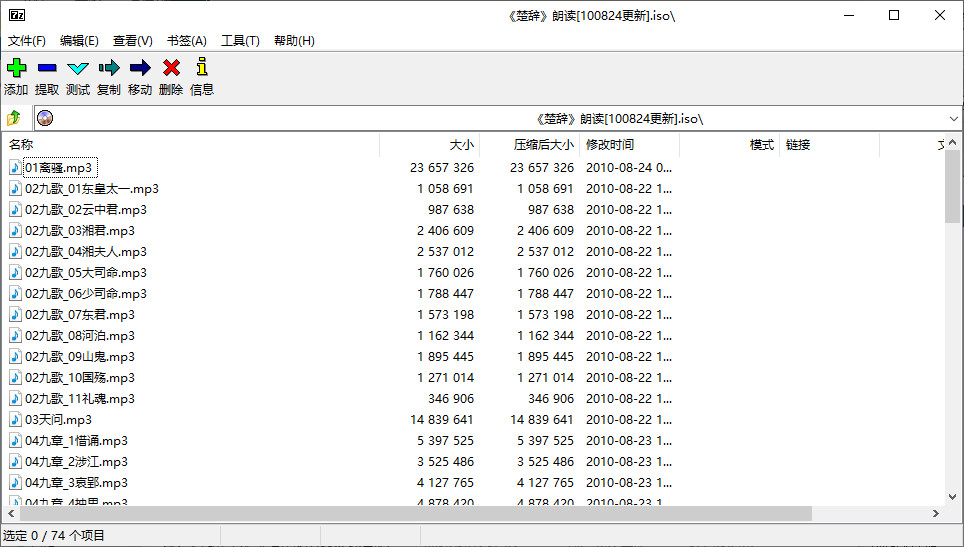 7z 《楚辞》朗读[100824更新].iso\
文件(F) 编辑(E) 查看(V) 书签(A) 工具(T) 帮助(H)
添加 提取 测试 复制 移动 删除 信息
《楚辞》朗读[100824更新].iso\
名称 大小 压缩后大小 修改时间 模式 链接
01离骚.mp3 23 657 326 23 657 326 2010-08-24 0...
02九歌_01东皇太一.mp3 1 058 691 1 058 691 2010-08-22 1...
02九歌_02云中君.mp3 987 638 987 638 2010-08-22 1...
02九歌_03湘君.mp3 2 406 609 2 406 609 2010-08-22 1...
02九歌_04湘夫人.mp3 2 537 012 2 537 012 2010-08-22 1...
02九歌_05大司命.mp3 1 760 026 1 760 026 2010-08-22 1...
02九歌_06少司命.mp3 1 788 447 1 788 447 2010-08-22 1...
02九歌_07东君.mp3 1 573 198 1 573 198 2010-08-22 1...
02九歌_08河泊.mp3 1 162 344 1 162 344 2010-08-22 1...
02九歌_09山鬼.mp3 1 895 445 1 895 445 2010-08-22 1...
02九歌_10国殇.mp3 1 271 014 1 271 014 2010-08-22 1...
02九歌_11礼魂.mp3 346 906 346 906 2010-08-22 1...
03天问.mp3 14 839 641 14 839 641 2010-08-22 1...
04九章_1惜诵.mp3 5 397 525 5 397 525 2010-08-23 1...
04九章_2涉江.mp3 3 525 486 3 525 486 2010-08-23 1...
04九章_3哀郢.mp3 4 127 765 4 127 765 2010-08-23 1...
04九章_4抽思.mp3 4 878 420 4 878 420 2010-08-23 1...
选定 0 / 74 个项目